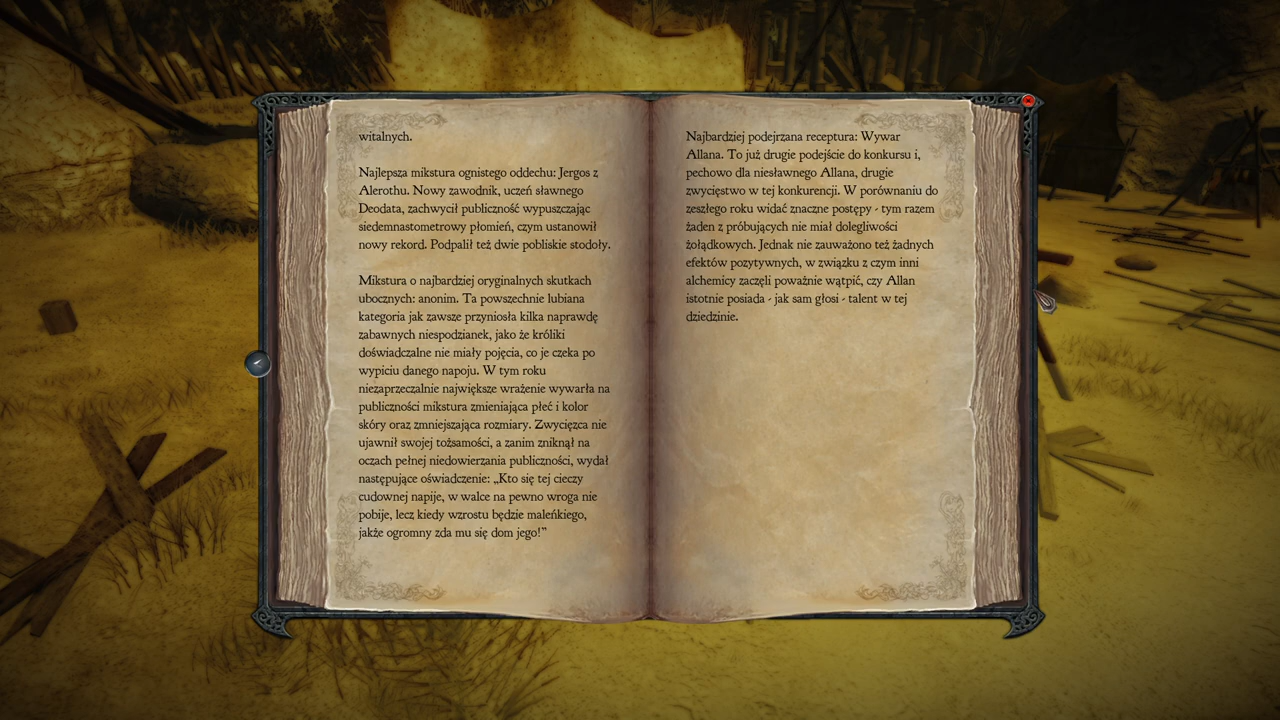 witalnych.
Najlepsza mikstura ognistego oddechu: Jergos z
Alerothu. Nowy zawodnik, uczeń sławnego
Deodata, zachwycił publiczność wypuszczając
siedemnastometrowy płomień, czym ustanowił
nowy rekord. Podpalił też dwie pobliskie stodoły.
Mikstura o najbardziej oryginalnych skutkach
ubocznych: anonim. Ta powszechnie lubiana
kategoria jak zawsze przyniosła kilka naprawdę
zabawnych niespodzianek, jako że króliki
doświadczalne nie miały pojęcia, co je czeka po
wypiciu danego napoju. W tym roku
niezaprzeczalnie największe wrażenie wywarła na
publiczności mikstura zmieniająca płeć i kolor
skóry oraz zmniejszająca rozmiary. Zwycięzca nie
ujawnił swojej tożsamości, a zanim zniknął na
oczach pełnej niedowierzania publiczności, wydał
następujące oświadczenie: „Kto się tej cieczy
cudownej napije, w walce na pewno wroga nie
pobije, lecz kiedy wzrostu będzie maleńkiego,
jakże ogromny zda mu się dom jego!”
Najbardziej podejrzana receptura: Wywar
Allana. To już drugie podejście do konkursu i,
pechowo dla niesławnego Allana, drugie
zwycięstwo w tej konkurencji. W porównaniu do
zeszłego roku widać znaczne postępy - tym razem
żaden z próbujących nie miał dolegliwości
żołądkowych. Jednak nie zauważono też żadnych
efektów pozytywnych, w związku z czym inni
alchemicy zaczęli poważnie wątpić, czy Allan
istotnie posiada - jak sam głosi - talent w tej
dziedzinie.